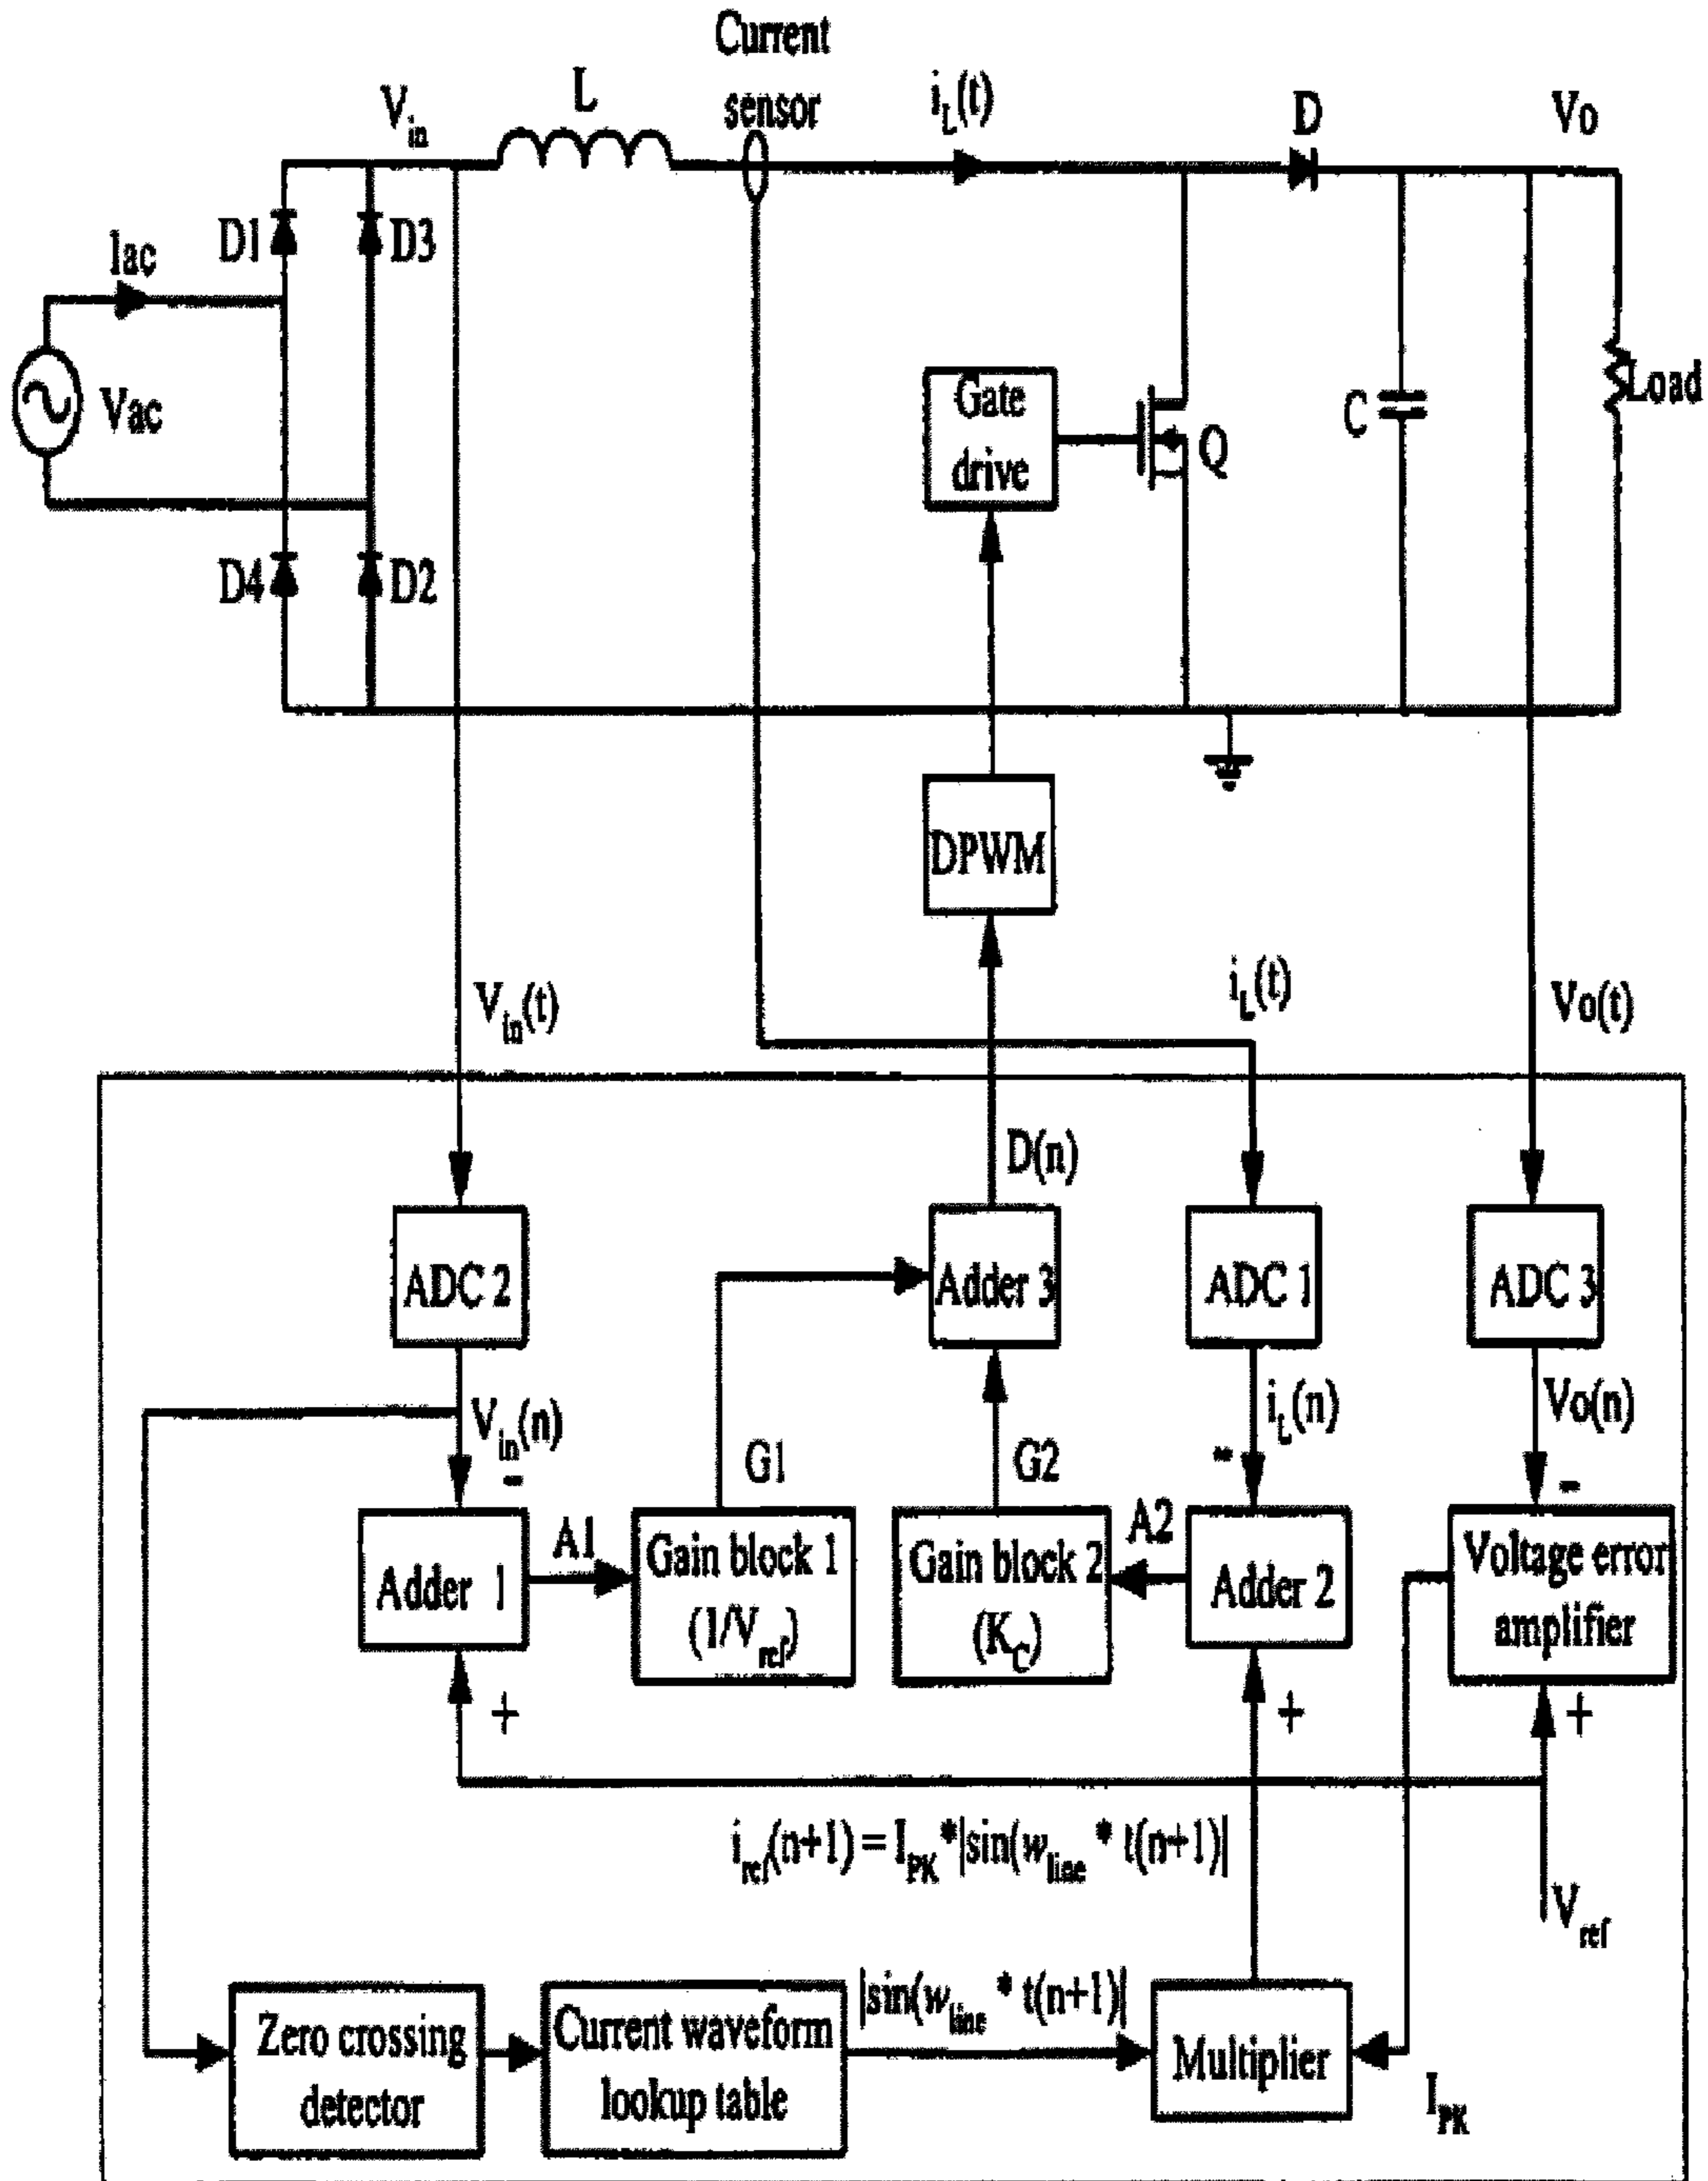 Current
sensor
V_in
L
i_L(t)
D
Vo
D1
D3
Iac
Vac
Gate
drive
Q
C
Load
D4
D2
DPWM
V_in(t)
i_L(t)
Vo(t)
D(n)
ADC 2
Adder 3
ADC 1
ADC 3
V_in(n)
i_L(n)
Vo(n)
-
G1
G2
-
-
Adder 1
A1
Gain block 1
(1/V_ref)
Gain block 2
(K_C)
A2
Adder 2
Voltage error
amplifier
+
+
+
i_ref(n+1) = I_PK*|sin(w_line * t(n+1)|
V_ref
Zero crossing
detector
Current waveform
lookup table
|sin(w_line * t(n+1)|
Multiplier
I_PK